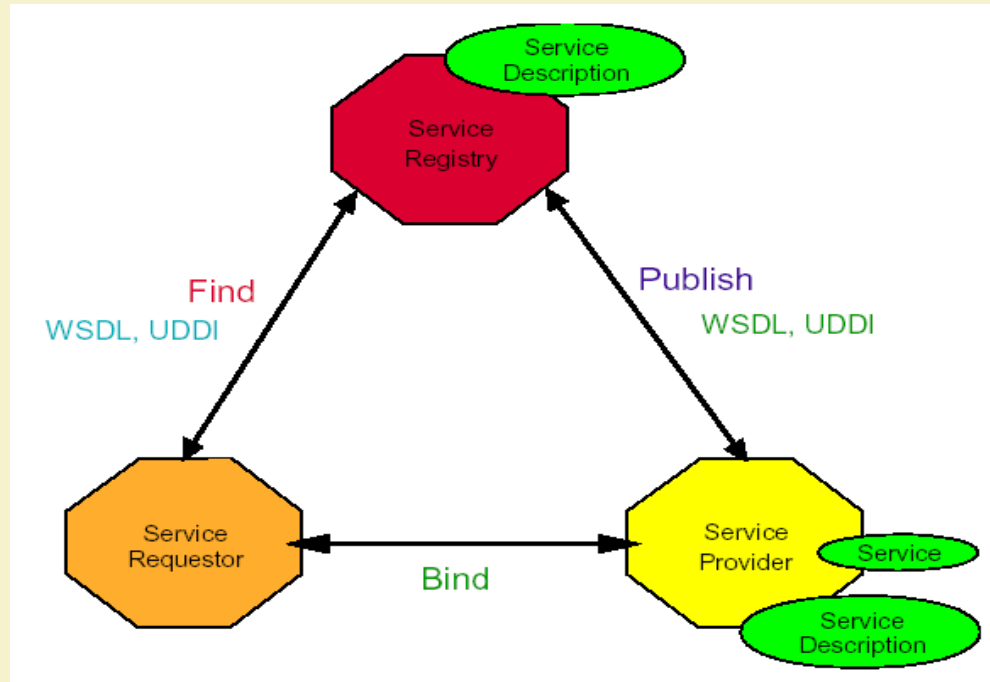 Service
Description
Service
Registry
Find
WSDL, UDDI
Publish
WSDL, UDDI
Service
Requestor
Bind
Service
Provider
Service
Service
Description